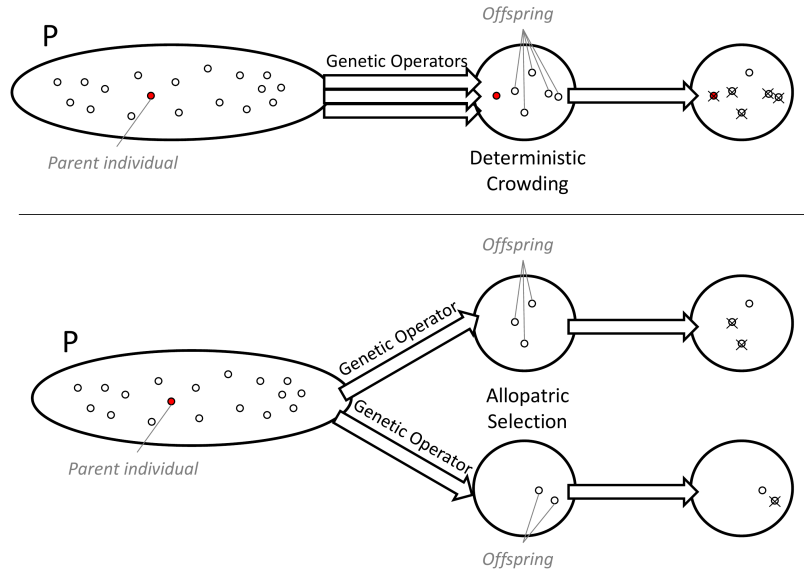 Offspring
P
Genetic Operators
Parent individual
Deterministic
Crowding
Offspring
P
Genetic Operator
Allopatric
Selection
Genetic Operator
Parent individual
Offspring